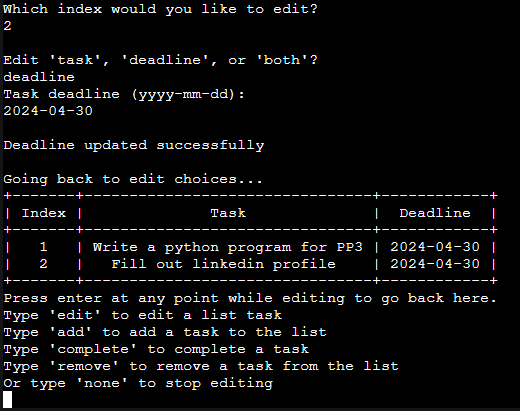 Which index would you like to edit?
2
Edit 'task', 'deadline', or 'both'?
deadline
Task deadline (yyyy-mm-dd):
2024-04-30
Deadline updated successfully
Going back to edit choices...
+-------+-------------------------------+------------+
| Index |              Task             |  Deadline  |
+-------+-------------------------------+------------+
|   1   | Write a python program for PP3 | 2024-04-30 |
|   2   |   Fill out linkedin profile   | 2024-04-30 |
+-------+-------------------------------+------------+
Press enter at any point while editing to go back here.
Type 'edit' to edit a list task
Type 'add' to add a task to the list
Type 'complete' to complete a task
Type 'remove' to remove a task from the list
Or type 'none' to stop editing